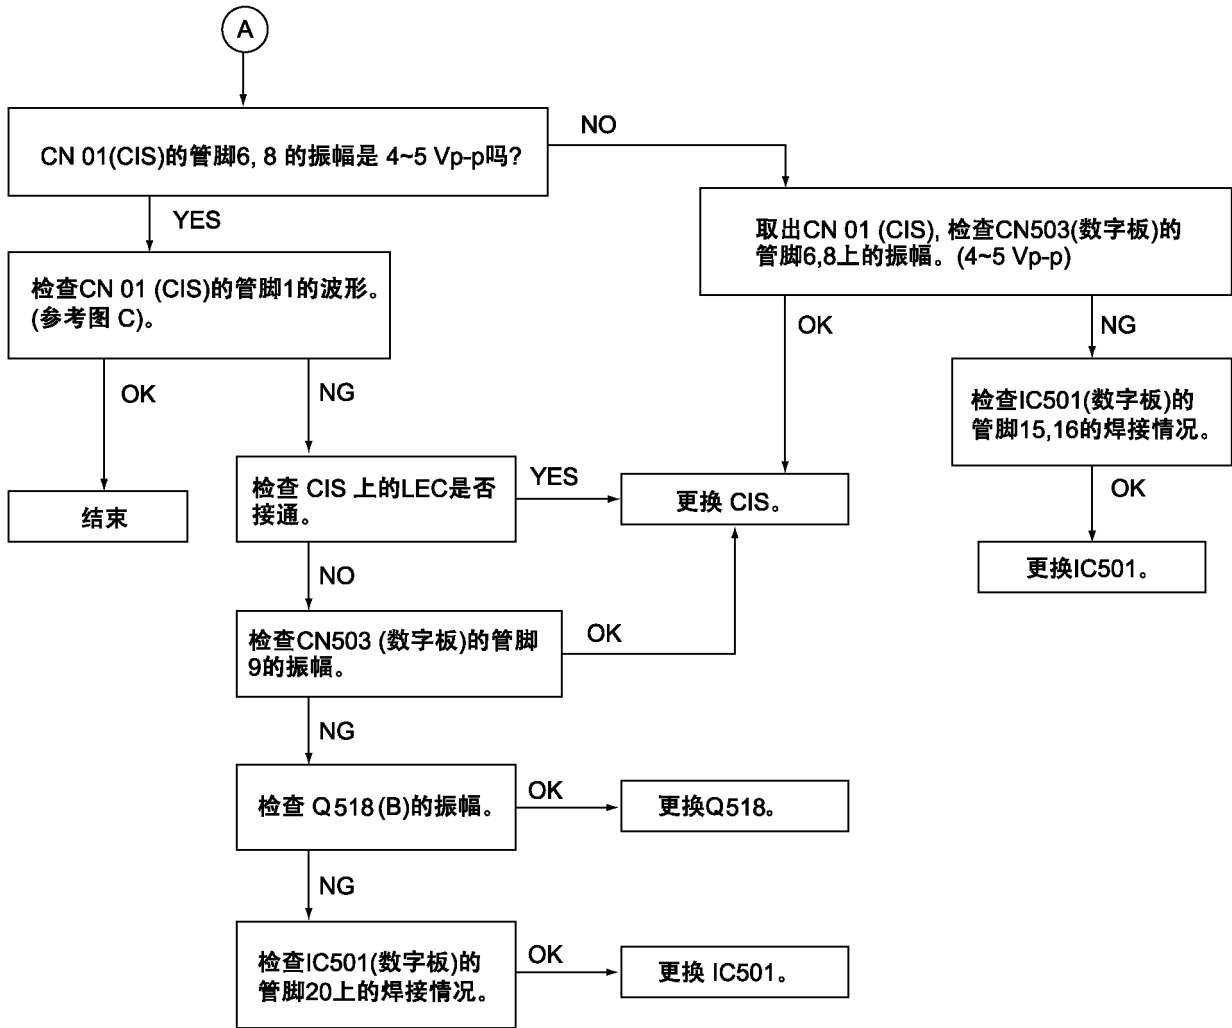 A
CN 01(CIS)的管脚6, 8 的振幅是 4~5 Vp-p吗?
NO
YES
取出CN 01 (CIS), 检查CN503(数字板)的
管脚6,8上的振幅。(4~5 Vp-p)
检查CN 01 (CIS)的管脚1的波形。
(参考图 C)。
OK
NG
OK
NG
检查IC501(数字板)的
管脚15,16的焊接情况。
检查 CIS 上的LEC是否
接通。
YES
更换 CIS。
OK
结束
更换IC501。
NO
检查CN503 (数字板)的管脚
9的振幅。
OK
NG
检查 Q518(B)的振幅。
OK
更换Q518。
NG
检查IC501(数字板)的
管脚20上的焊接情况。
OK
更换 IC501。